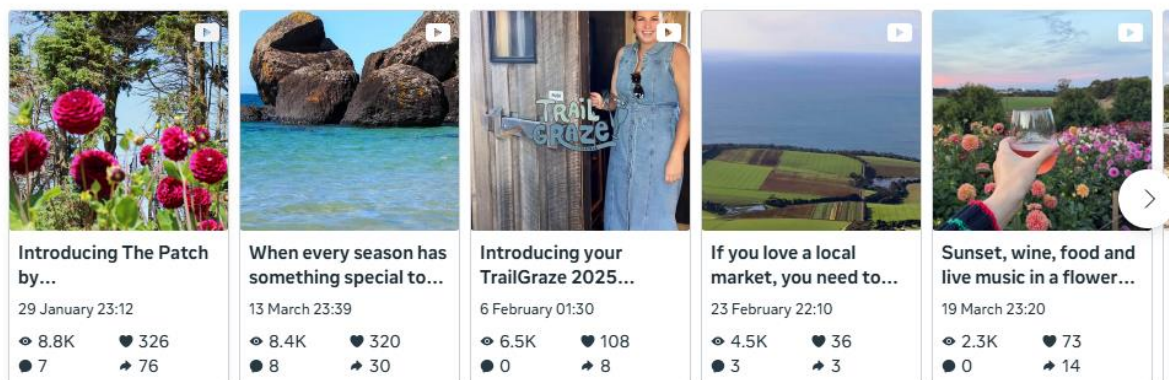 TRAIL
GRAZE
Introducing The Patch
by...
29 January 23:12
8.8K 326
7 76
When every season has
something special to...
13 March 23:39
8.4K 320
8 30
Introducing your
TrailGraze 2025...
6 February 01:30
6.5K 108
0 8
If you love a local
market, you need to...
23 February 22:10
4.5K 36
3 3
Sunset, wine, food and
live music in a flower...
19 March 23:20
2.3K 73
0 14